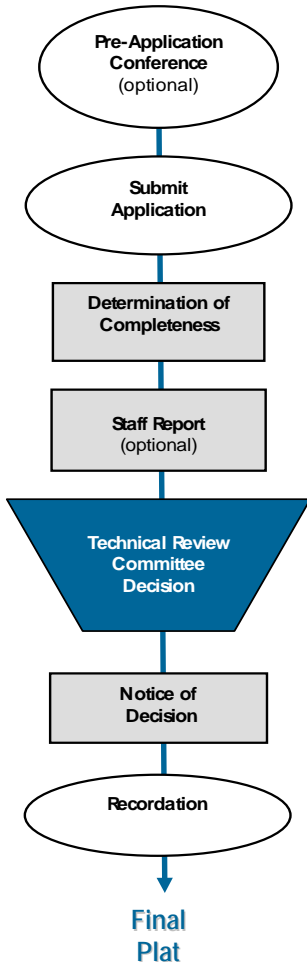 Pre-Application
Conference
(optional)
Submit
Application
Determination of
Completeness
Staff Report
(optional)
Technical Review
Committee
Decision
Notice of
Decision
Recordation
Final
Plat